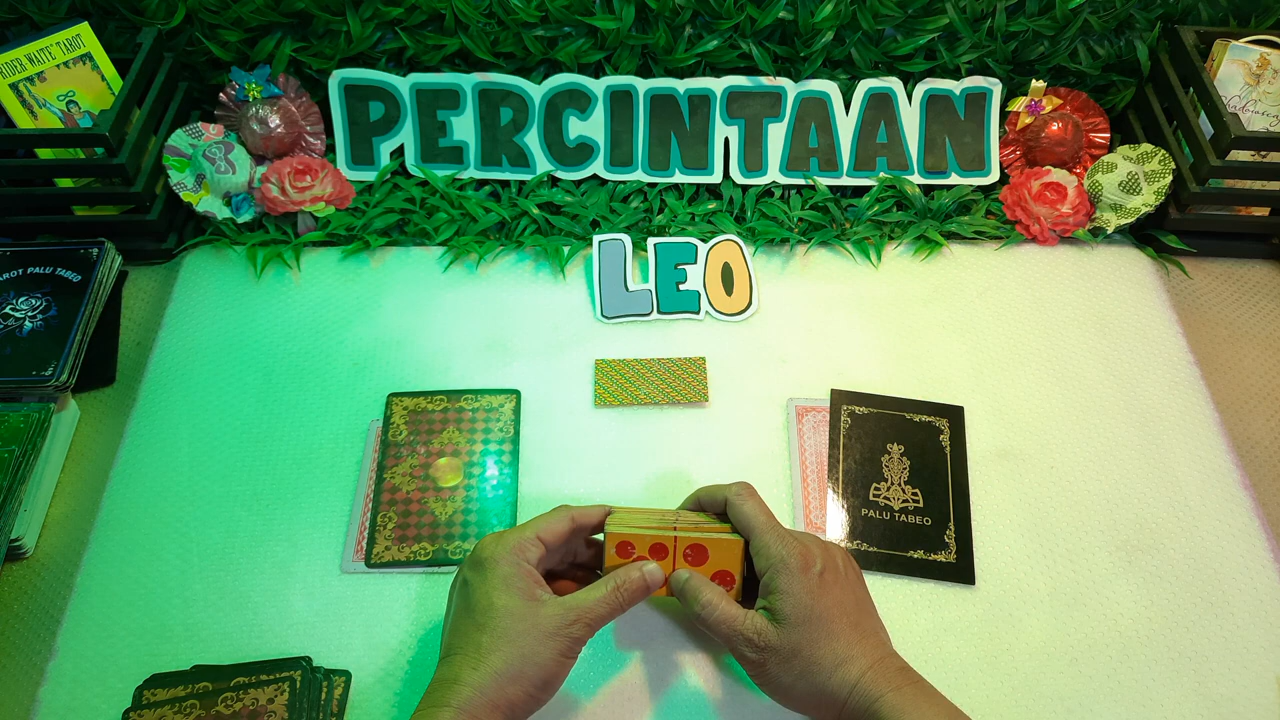 RIDER-WAITE® TAROT
PERCINTAAN
LEO
TAROT PALU TABEO
PALU TABEO